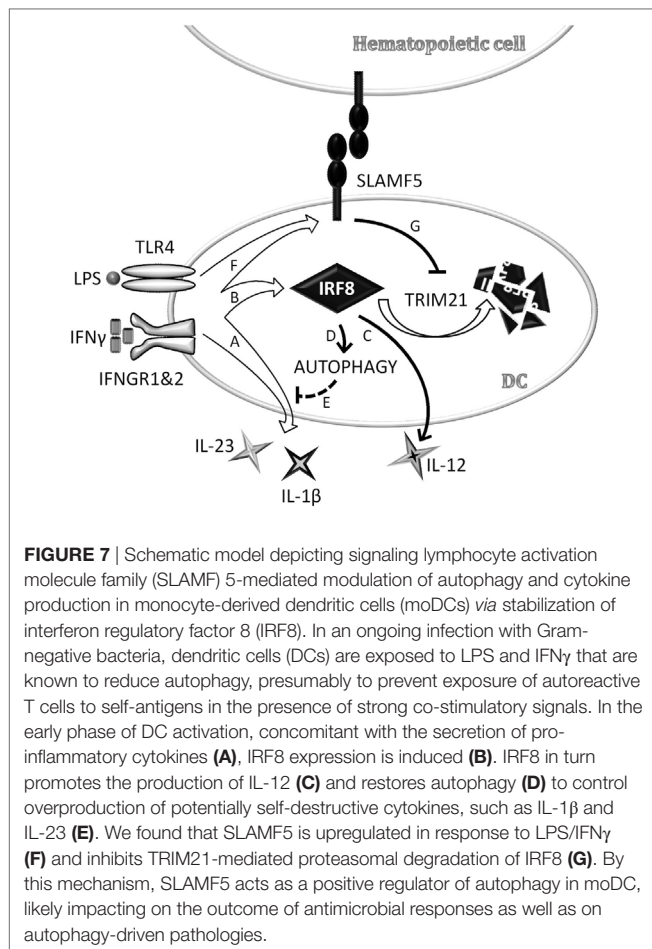 Hematopoietic cell
SLAMF5
TLR4
G
LPS
F
B
IRF8
TRIM21
IFNγ
A
D
C
IFNGR1&2
AUTOPHAGY
DC
E
IL-23
IL-12
IL-1β
FIGURE 7 | Schematic model depicting signaling lymphocyte activation
molecule family (SLAMF) 5-mediated modulation of autophagy and cytokine
production in monocyte-derived dendritic cells (moDCs) via stabilization of
interferon regulatory factor 8 (IRF8). In an ongoing infection with Gram-
negative bacteria, dendritic cells (DCs) are exposed to LPS and IFNγ that are
known to reduce autophagy, presumably to prevent exposure of autoreactive
T cells to self-antigens in the presence of strong co-stimulatory signals. In the
early phase of DC activation, concomitant with the secretion of pro-
inflammatory cytokines (A), IRF8 expression is induced (B). IRF8 in turn
promotes the production of IL-12 (C) and restores autophagy (D) to control
overproduction of potentially self-destructive cytokines, such as IL-1β and
IL-23 (E). We found that SLAMF5 is upregulated in response to LPS/IFNγ
(F) and inhibits TRIM21-mediated proteasomal degradation of IRF8 (G). By
this mechanism, SLAMF5 acts as a positive regulator of autophagy in moDC,
likely impacting on the outcome of antimicrobial responses as well as on
autophagy-driven pathologies.